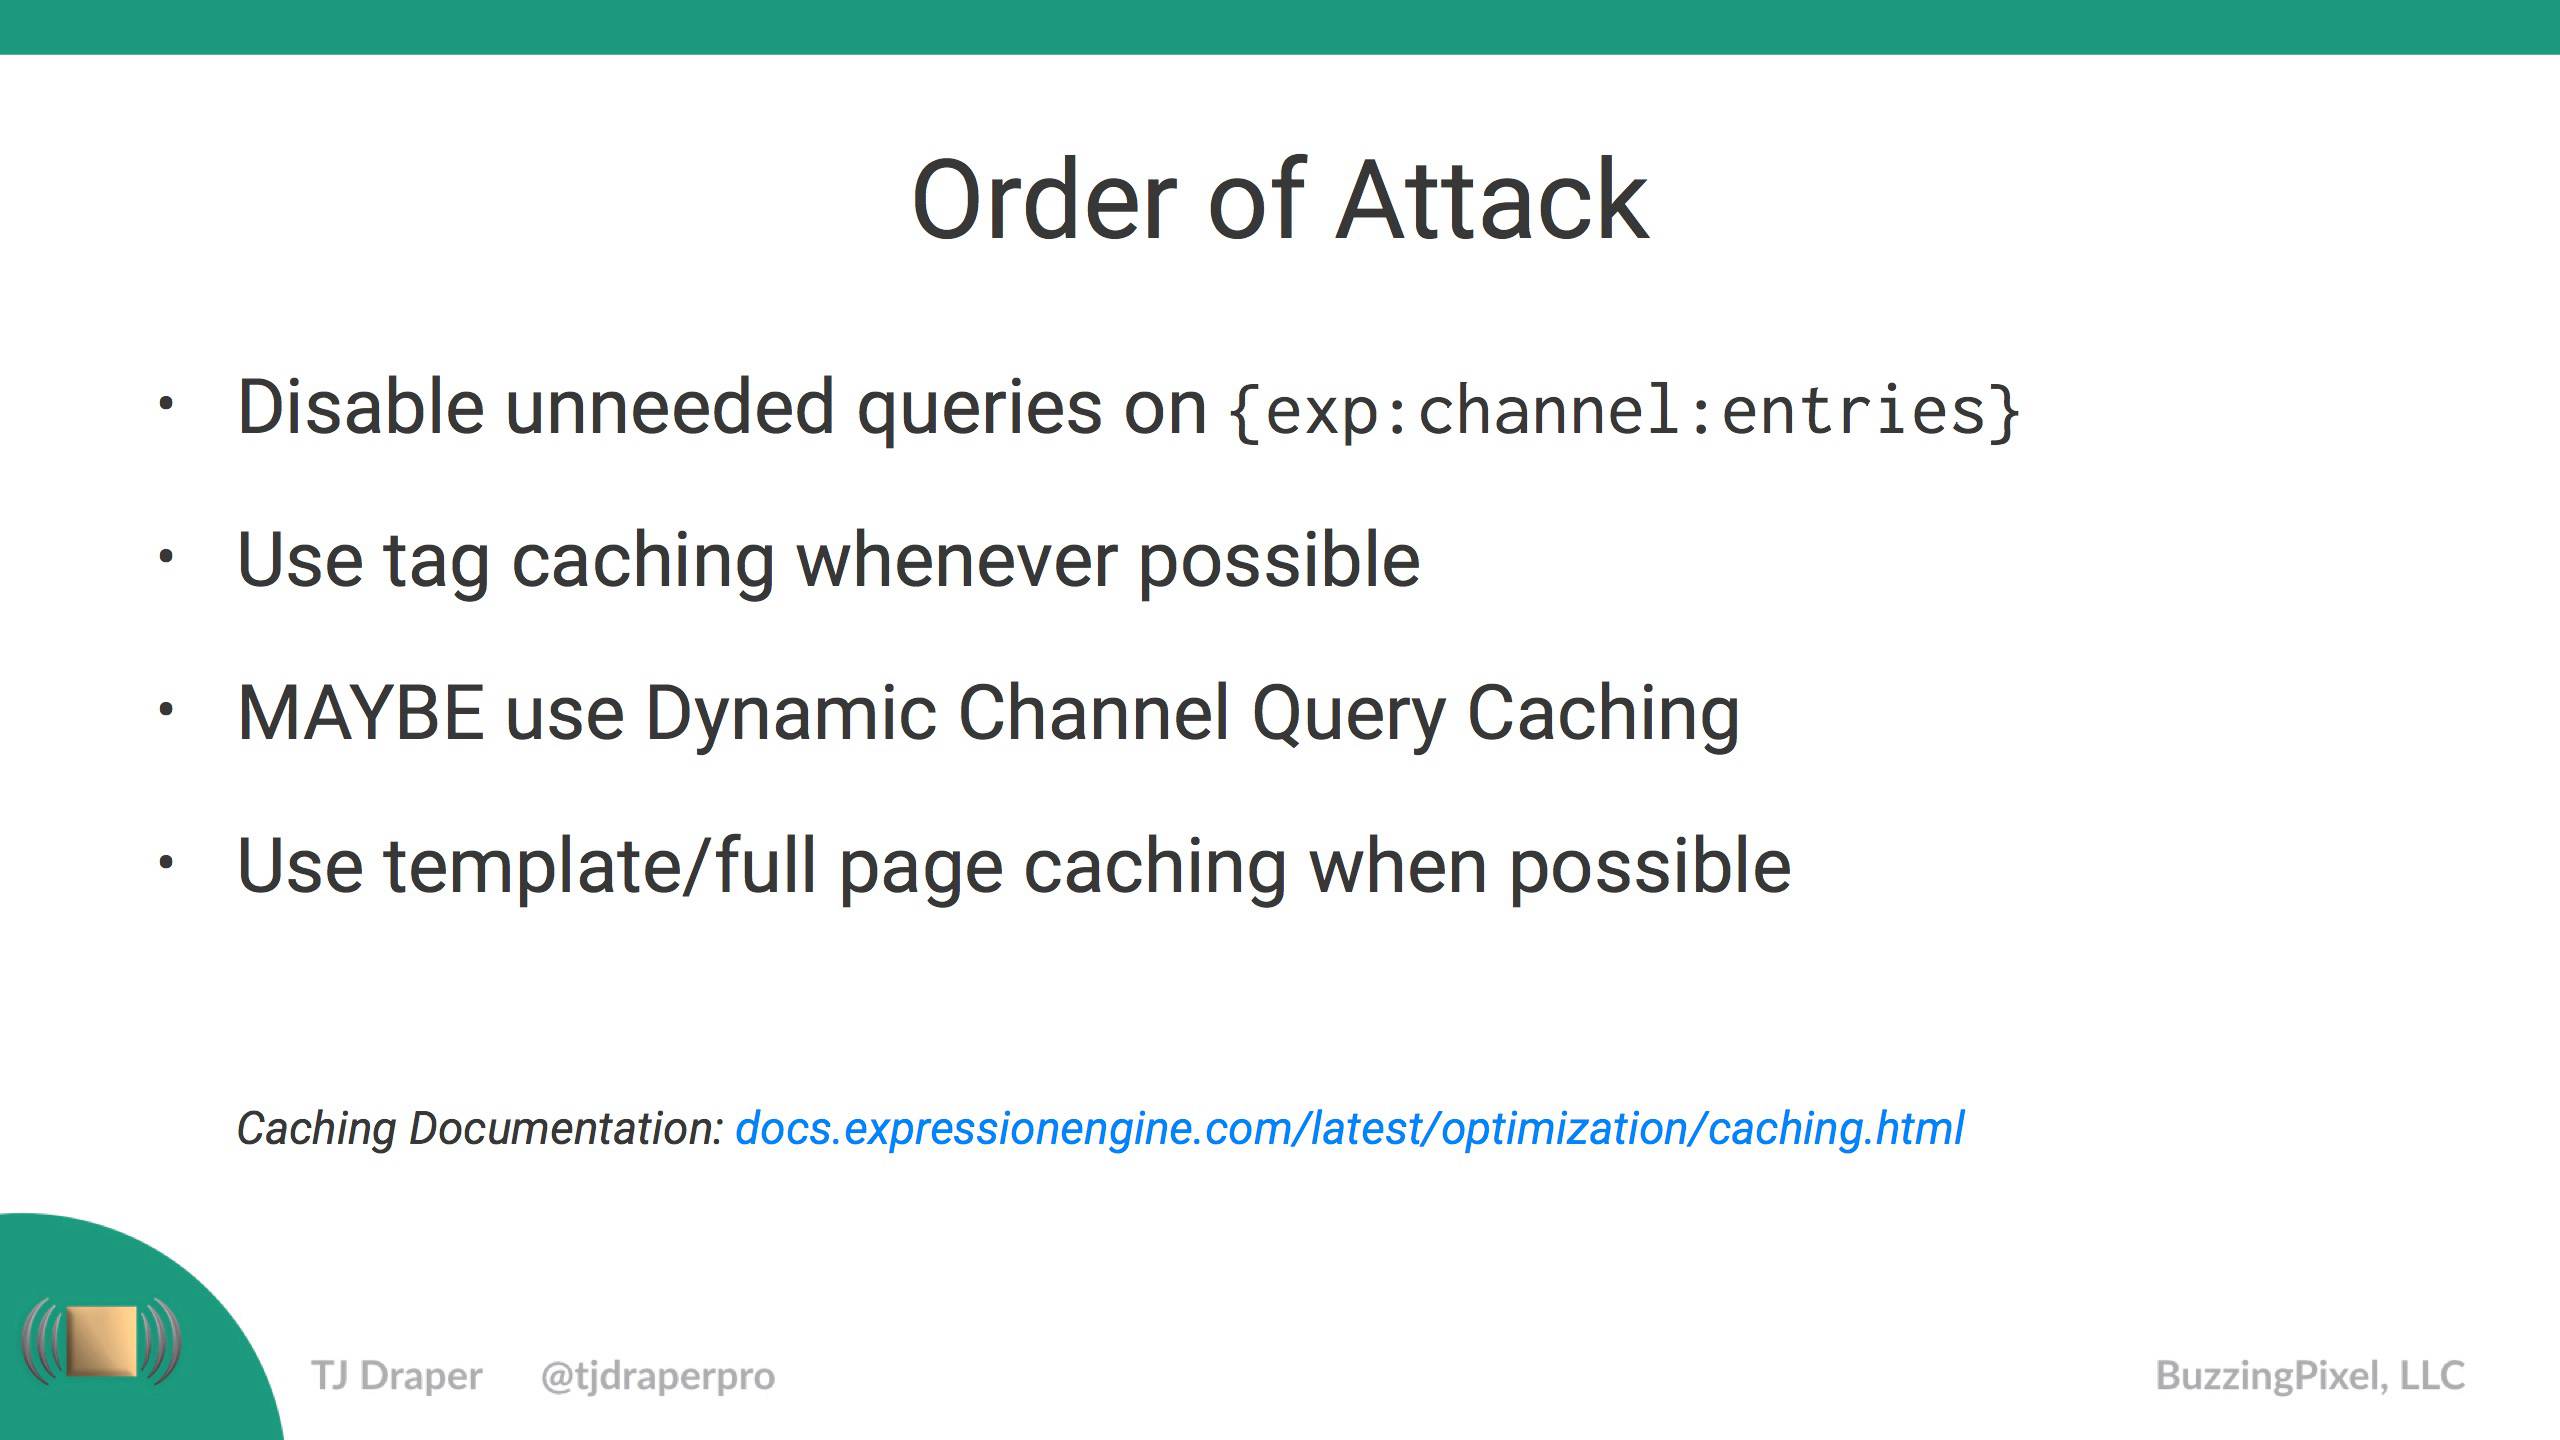 Order of Attack
• Disable unneeded queries on {exp:channel:entries}
• Use tag caching whenever possible
• MAYBE use Dynamic Channel Query Caching
• Use template/full page caching when possible
Caching Documentation: docs.expressionengine.com/latest/optimization/caching.html
TJ Draper @tjdraperpro BuzzingPixel, LLC